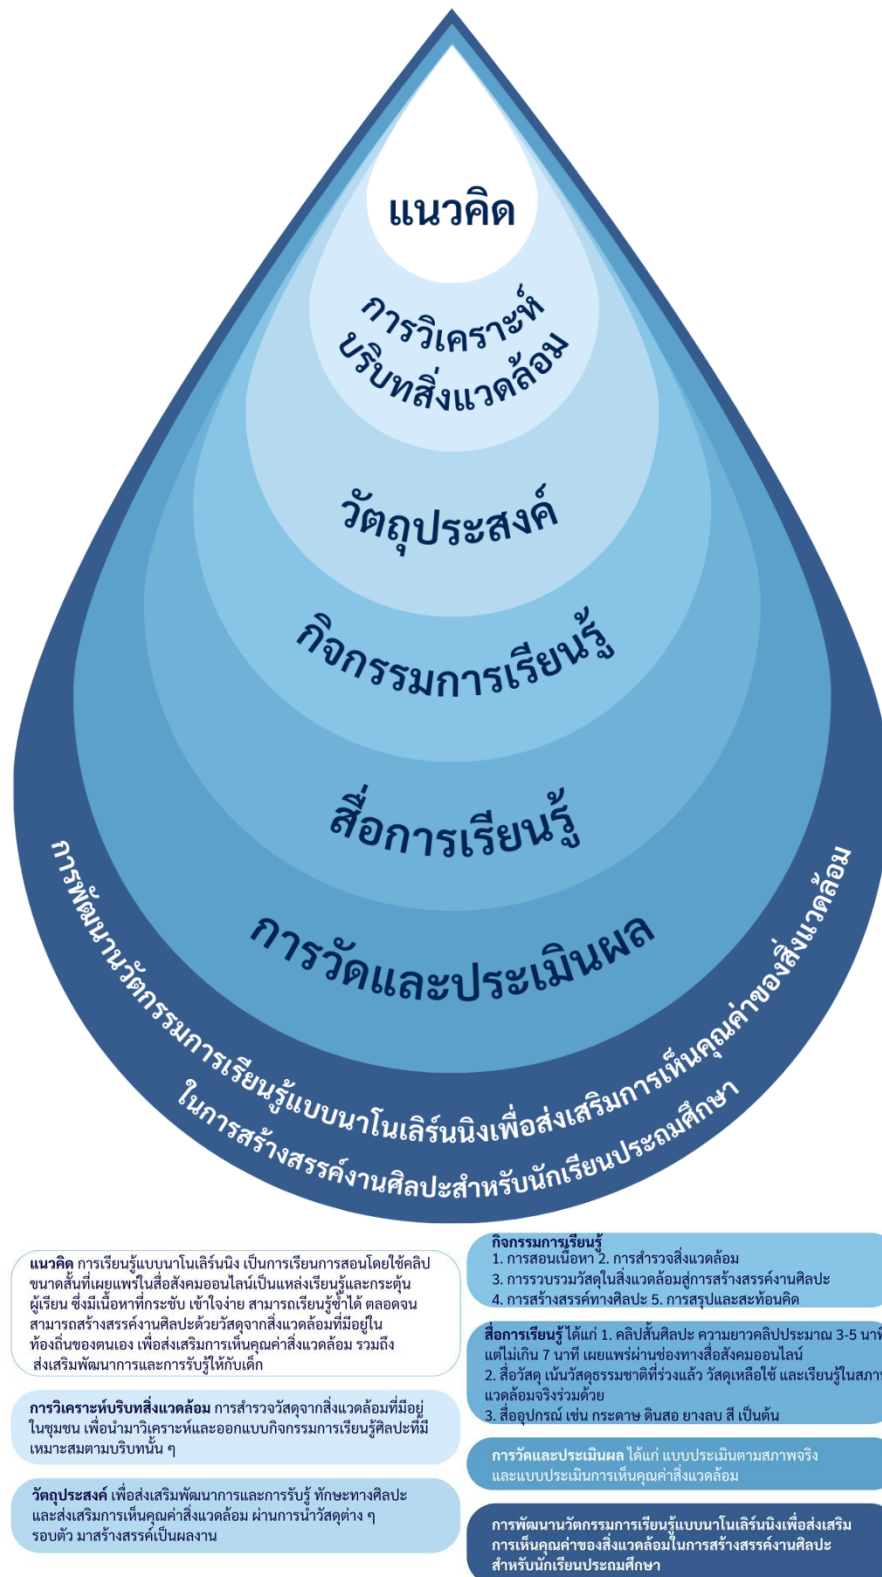 แนวคิด
การวิเคราะห์
บริบทสิ่งแวดล้อม
วัตถุประสงค์
กิจกรรมการเรียนรู้
สื่อการเรียนรู้
การวัดและประเมินผล
การพัฒนานวัตกรรมการเรียนรู้แบบนาโนเลิร์นนิงเพื่อส่งเสริมการเห็นคุณค่าของสิ่งแวดล้อม
ในการสร้างสรรค์งานศิลปะสำหรับนักเรียนประถมศึกษา
แนวคิด การเรียนรู้แบบนาโนเลิร์นนิง เป็นการเรียนการสอนโดยใช้คลิป
ขนาดสั้นที่เผยแพร่ในสื่อสังคมออนไลน์เป็นแหล่งเรียนรู้และกระตุ้น
ผู้เรียน ซึ่งมีเนื้อหาที่กระชับ เข้าใจง่าย สามารถเรียนรู้ซ้ำได้ ตลอดจน
สามารถสร้างสรรค์งานศิลปะด้วยวัสดุจากสิ่งแวดล้อมที่มีอยู่ใน
ท้องถิ่นของตนเอง เพื่อส่งเสริมการเห็นคุณค่าสิ่งแวดล้อม รวมถึง
ส่งเสริมพัฒนาการและการรับรู้ให้กับเด็ก
การวิเคราะห์บริบทสิ่งแวดล้อม การสำรวจวัสดุจากสิ่งแวดล้อมที่มีอยู่
ในชุมชน เพื่อนำมาวิเคราะห์และออกแบบกิจกรรมการเรียนรู้ศิลปะที่มี
เหมาะสมตามบริบทนั้น ๆ
วัตถุประสงค์ เพื่อส่งเสริมพัฒนาการและการรับรู้ ทักษะทางศิลปะ
และส่งเสริมการเห็นคุณค่าสิ่งแวดล้อม ผ่านการนำวัสดุต่าง ๆ
รอบตัว มาสร้างสรรค์เป็นผลงาน
กิจกรรมการเรียนรู้
1. การสอนเนื้อหา 2. การสำรวจสิ่งแวดล้อม
3. การรวบรวมวัสดุในสิ่งแวดล้อมสู่การสร้างสรรค์งานศิลปะ
4. การสร้างสรรค์ทางศิลปะ 5. การสรุปและสะท้อนคิด
สื่อการเรียนรู้ ได้แก่ 1. คลิปสั้นศิลปะ ความยาวคลิปประมาณ 3-5 นาที
แต่ไม่เกิน 7 นาที เผยแพร่ผ่านช่องทางสื่อสังคมออนไลน์
2. สื่อวัสดุ เน้นวัสดุธรรมชาติที่ร่วงแล้ว วัสดุเหลือใช้ และเรียนรู้ในสภาพ
แวดล้อมจริงร่วมด้วย
3. สื่ออุปกรณ์ เช่น กระดาษ ดินสอ ยางลบ สี เป็นต้น
การวัดและประเมินผล ได้แก่ แบบประเมินตามสภาพจริง
และแบบประเมินการเห็นคุณค่าสิ่งแวดล้อม
การพัฒนานวัตกรรมการเรียนรู้แบบนาโนเลิร์นนิงเพื่อส่งเสริม
การเห็นคุณค่าของสิ่งแวดล้อมในการสร้างสรรค์งานศิลปะ
สำหรับนักเรียนประถมศึกษา